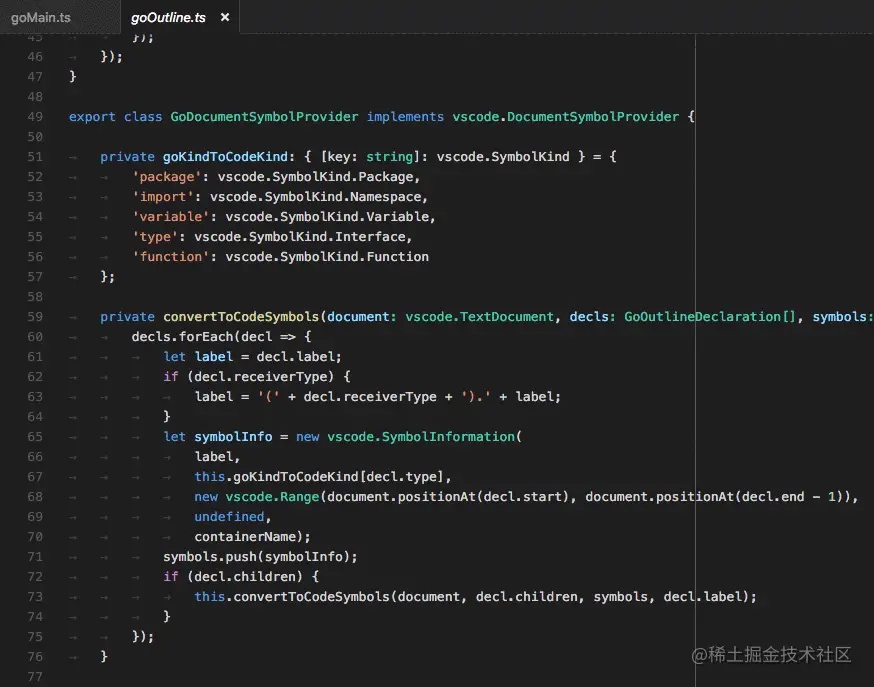 goMain.ts
goOutline.ts ×
45 });
46 });
47 }
48
49 export class GoDocumentSymbolProvider implements vscode.DocumentSymbolProvider {
50
51 private goKindToCodeKind: { [key: string]: vscode.SymbolKind } = {
52 'package': vscode.SymbolKind.Package,
53 'import': vscode.SymbolKind.Namespace,
54 'variable': vscode.SymbolKind.Variable,
55 'type': vscode.SymbolKind.Interface,
56 'function': vscode.SymbolKind.Function
57 };
58
59 private convertToCodeSymbols(document: vscode.TextDocument, decls: GoOutlineDeclaration[], symbols:
60 decls.forEach(decl => {
61 let label = decl.label;
62 if (decl.receiverType) {
63 label = '(' + decl.receiverType + ').' + label;
64 }
65 let symbolInfo = new vscode.SymbolInformation(
66 label,
67 this.goKindToCodeKind[decl.type],
68 new vscode.Range(document.positionAt(decl.start), document.positionAt(decl.end - 1)),
69 undefined,
70 containerName);
71 symbols.push(symbolInfo);
72 if (decl.children) {
73 this.convertToCodeSymbols(document, decl.children, symbols, decl.label);
74 }
75 });
76 }
77
@稀土掘金技术社区